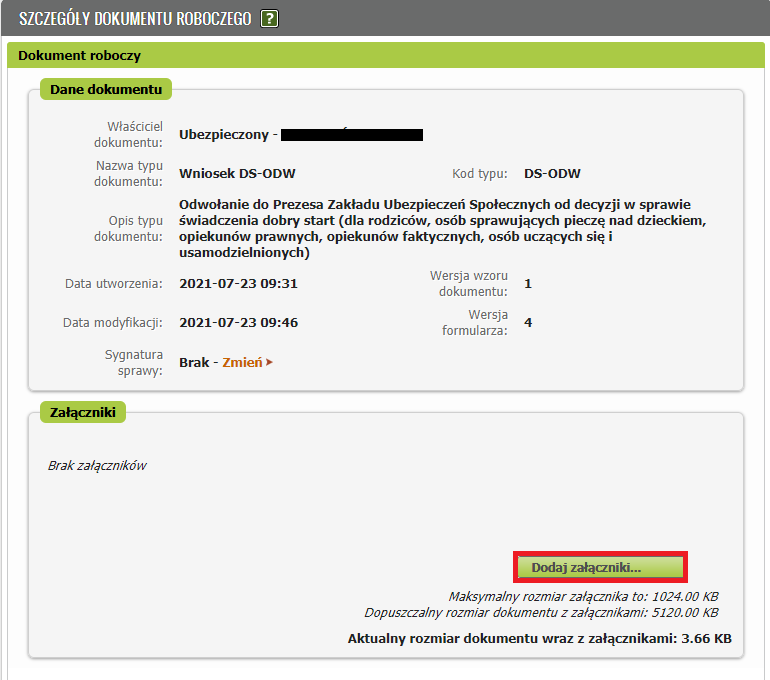 SZCZEGÓŁY DOKUMENTU ROBOCZEGO ?
Dokument roboczy
Dane dokumentu
Właściciel
dokumentu:
Ubezpieczony -
Nazwa typu
dokumentu:
Wniosek DS-ODW
Kod typu: DS-ODW
Opis typu
dokumentu:
Odwołanie do Prezesa Zakładu Ubezpieczeń Społecznych od decyzji w sprawie
świadczenia dobry start (dla rodziców, osób sprawujących pieczę nad dzieckiem,
opiekunów prawnych, opiekunów faktycznych, osób uczących się i
usamodzielnionych)
Data utworzenia: 2021-07-23 09:31
Wersja wzoru
dokumentu:
1
Data modyfikacji: 2021-07-23 09:46
Wersja
formularza:
4
Sygnatura
sprawy:
Brak - Zmień
Załączniki
Brak załączników
Dodaj załączniki...
Maksymalny rozmiar załącznika to: 1024.00 KB
Dopuszczalny rozmiar dokumentu z załącznikami: 5120.00 KB
Aktualny rozmiar dokumentu wraz z załącznikami: 3.66 KB